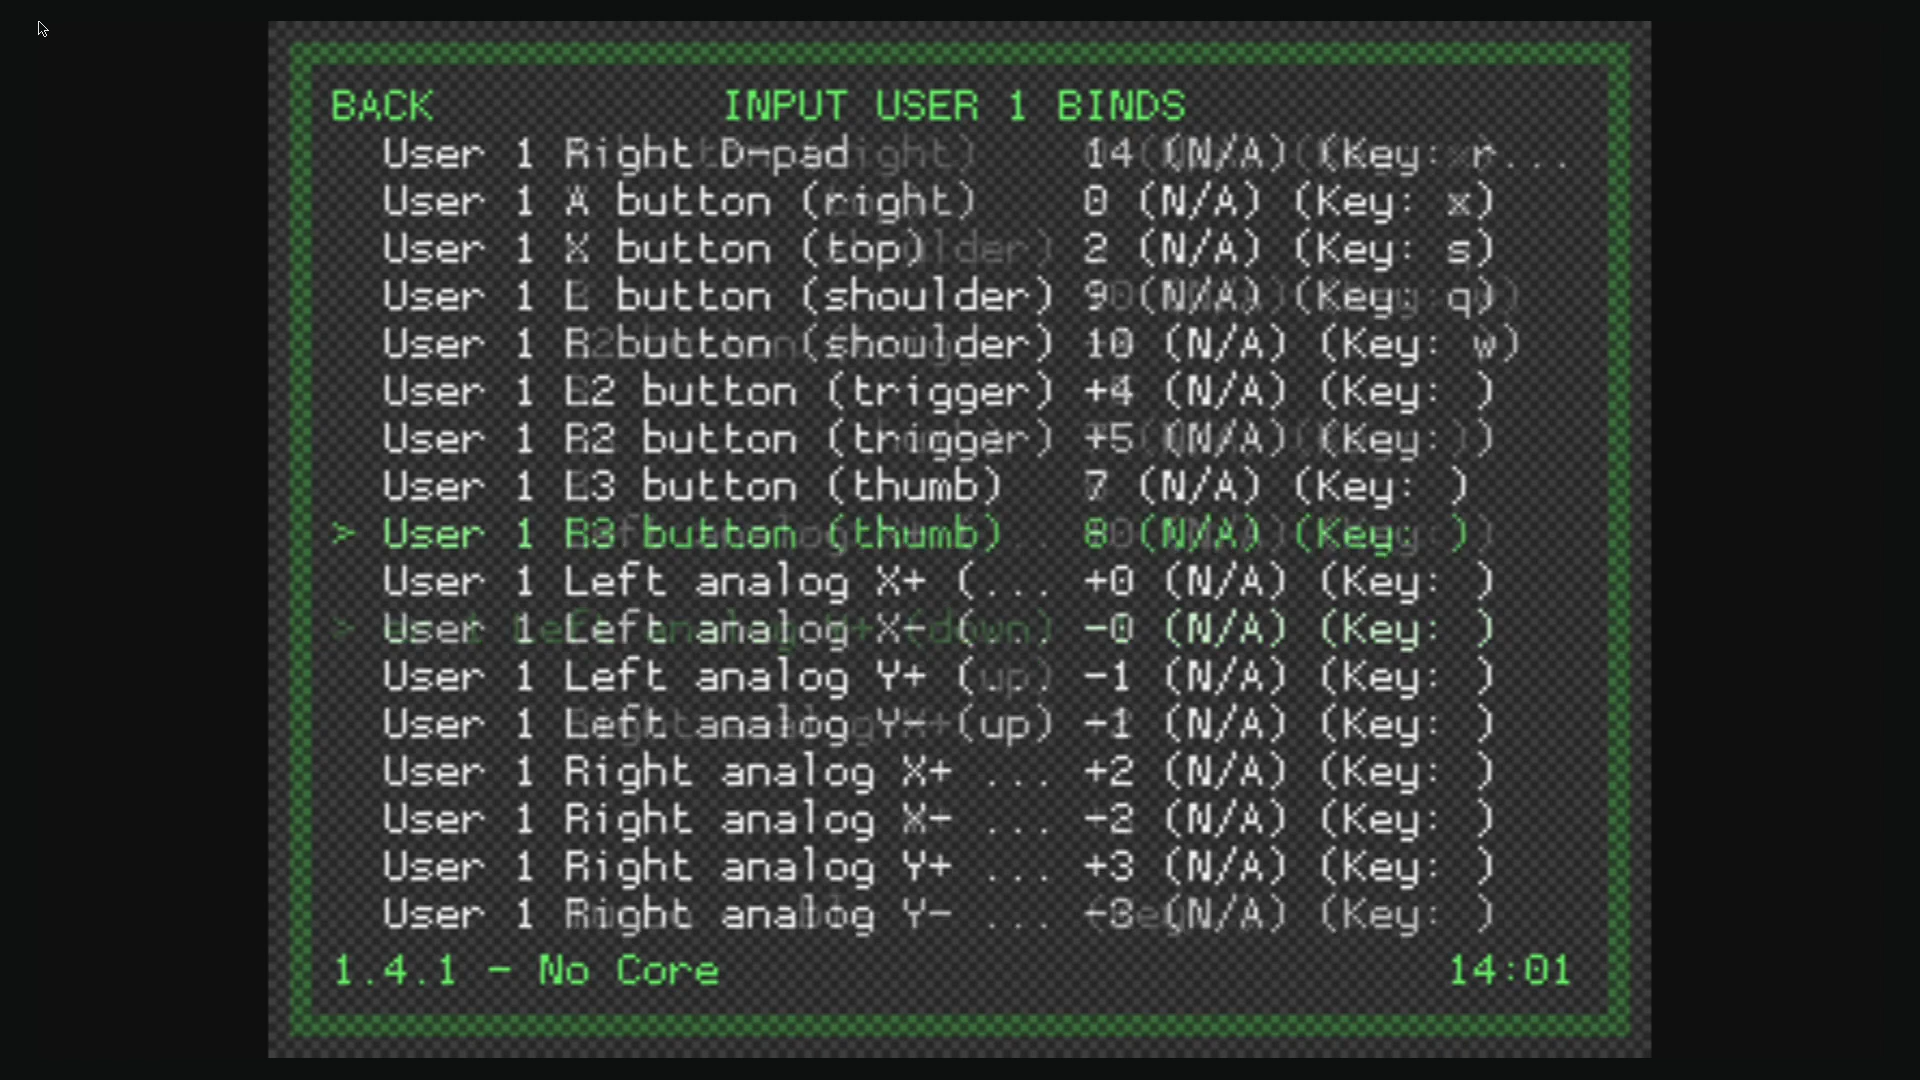 BACK INPUT USER 1 BINDS
User 1 Right D-pad 14 (N/A) (Key: r...
User 1 A button (right) 0 (N/A) (Key: x)
User 1 X button (top) 2 (N/A) (Key: s)
User 1 L button (shoulder) 9 (N/A) (Key: q)
User 1 R button (shoulder) 10 (N/A) (Key: w)
User 1 L2 button (trigger) +4 (N/A) (Key: )
User 1 R2 button (trigger) +5 (N/A) (Key: )
User 1 L3 button (thumb) 7 (N/A) (Key: )
> User 1 R3 button (thumb) 8 (N/A) (Key: )
User 1 Left analog X+ (... +0 (N/A) (Key: )
User 1 Left analog X- (... -0 (N/A) (Key: )
User 1 Left analog Y+ (... (N/A) (Key: )
User 1 Left analog Y- (up) -1 (N/A) (Key: )
User 1 Right analog X+ ... +2 (N/A) (Key: )
User 1 Right analog X- ... -2 (N/A) (Key: )
User 1 Right analog Y+ ... +3 (N/A) (Key: )
User 1 Right analog Y- ... -3 (N/A) (Key: )
1.4.1 - No Core 14:01